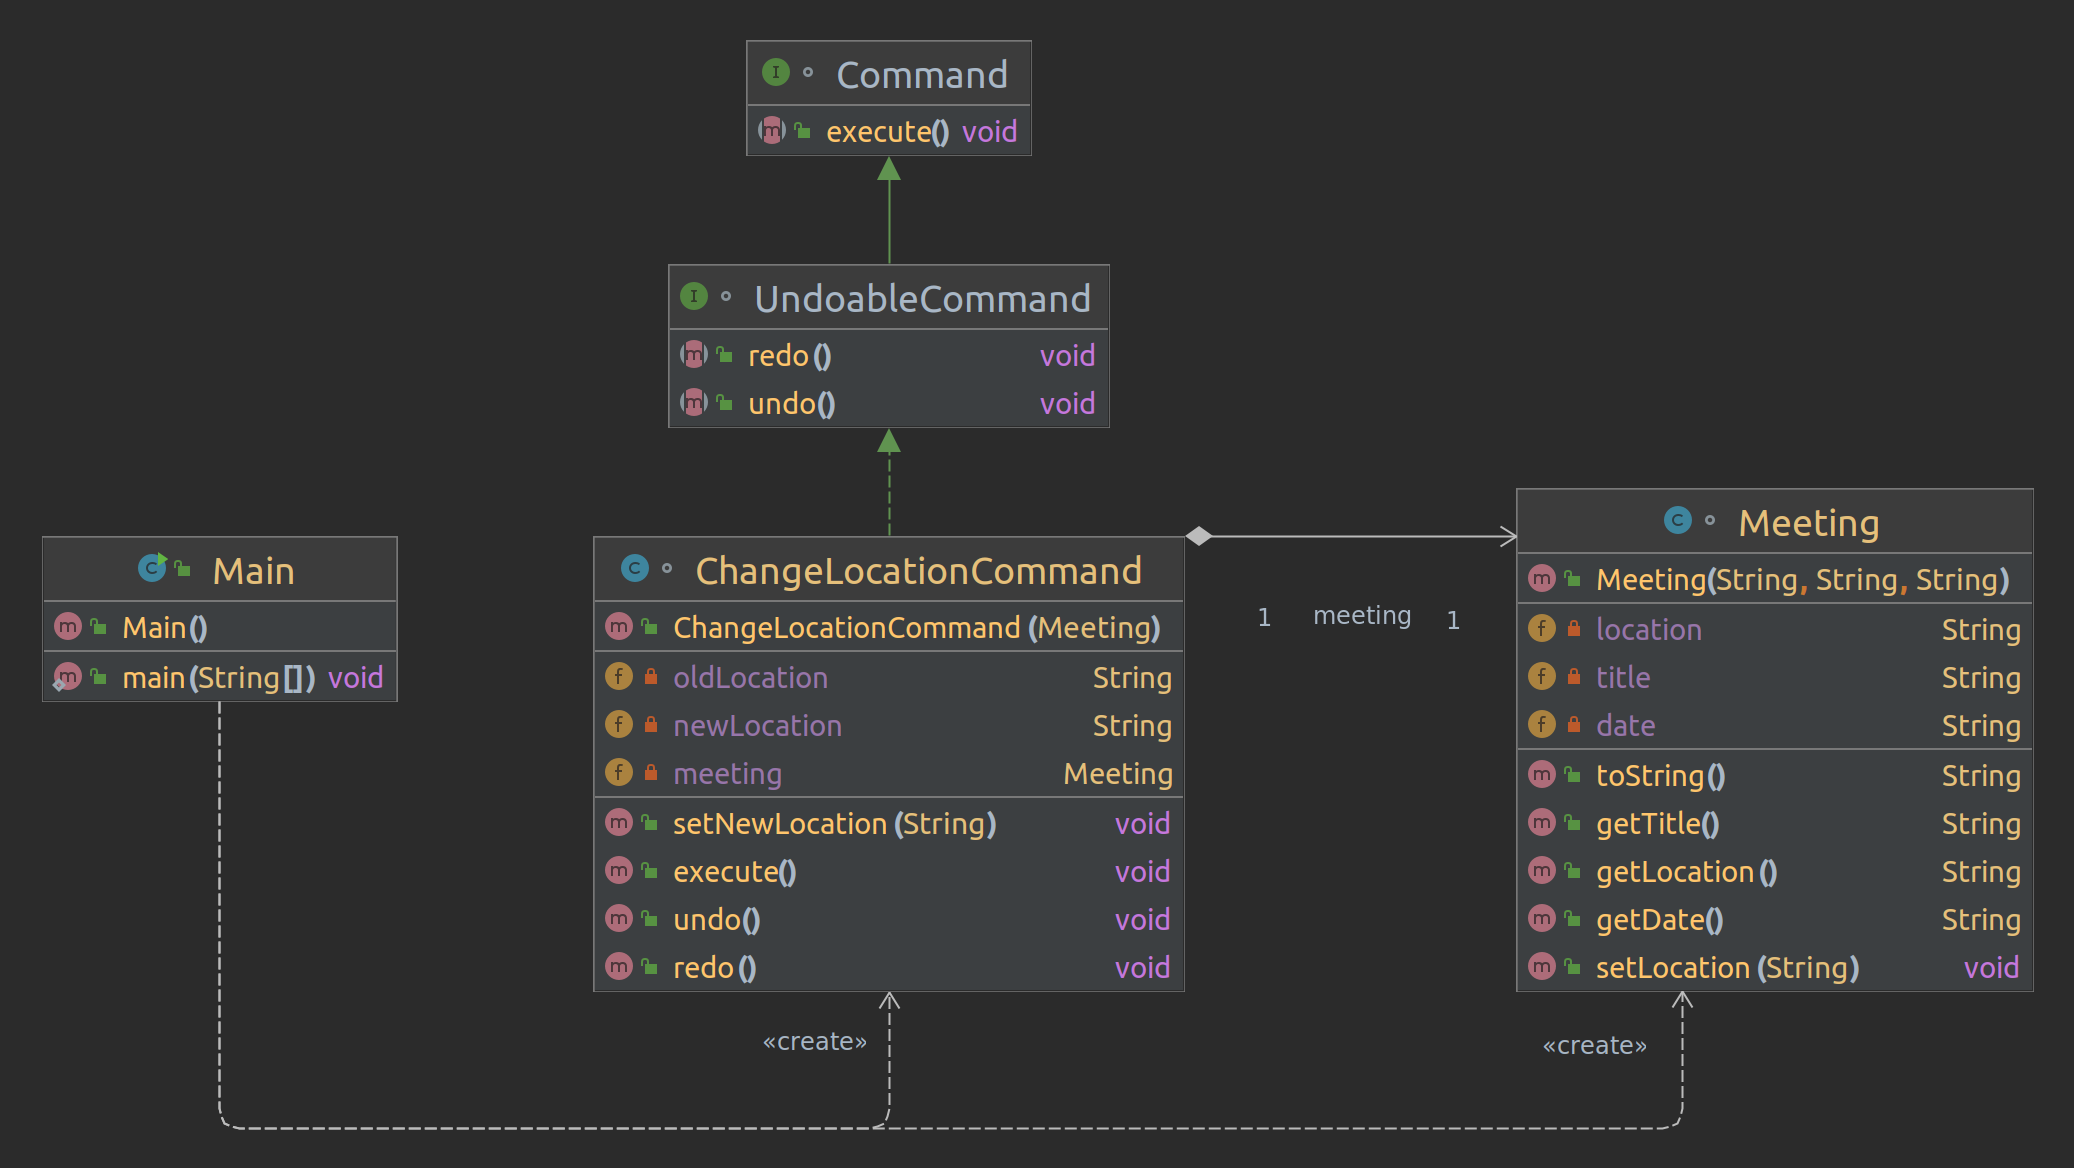 Command
execute() void
UndoableCommand
redo() void
undo() void
Main
Main()
main(String[]) void
ChangeLocationCommand
ChangeLocationCommand(Meeting)
oldLocation String
newLocation String
meeting Meeting
setNewLocation(String) void
execute() void
undo() void
redo() void
1 meeting 1
Meeting
Meeting(String, String, String)
location String
title String
date String
toString() String
getTitle() String
getLocation() String
getDate() String
setLocation(String) void
«create»
«create»